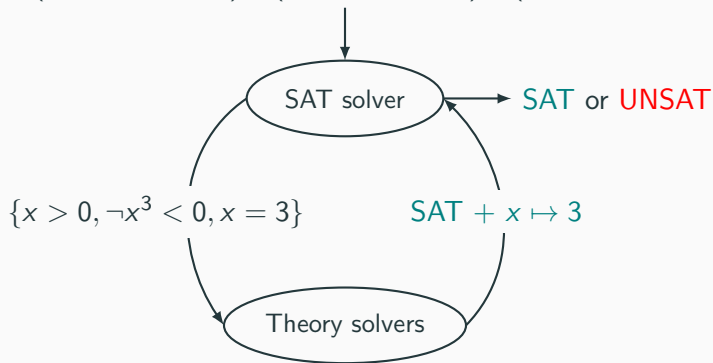 SAT solver
SAT or UNSAT
{x > 0, ¬x³ < 0, x = 3}
SAT + x ↦ 3
Theory solvers